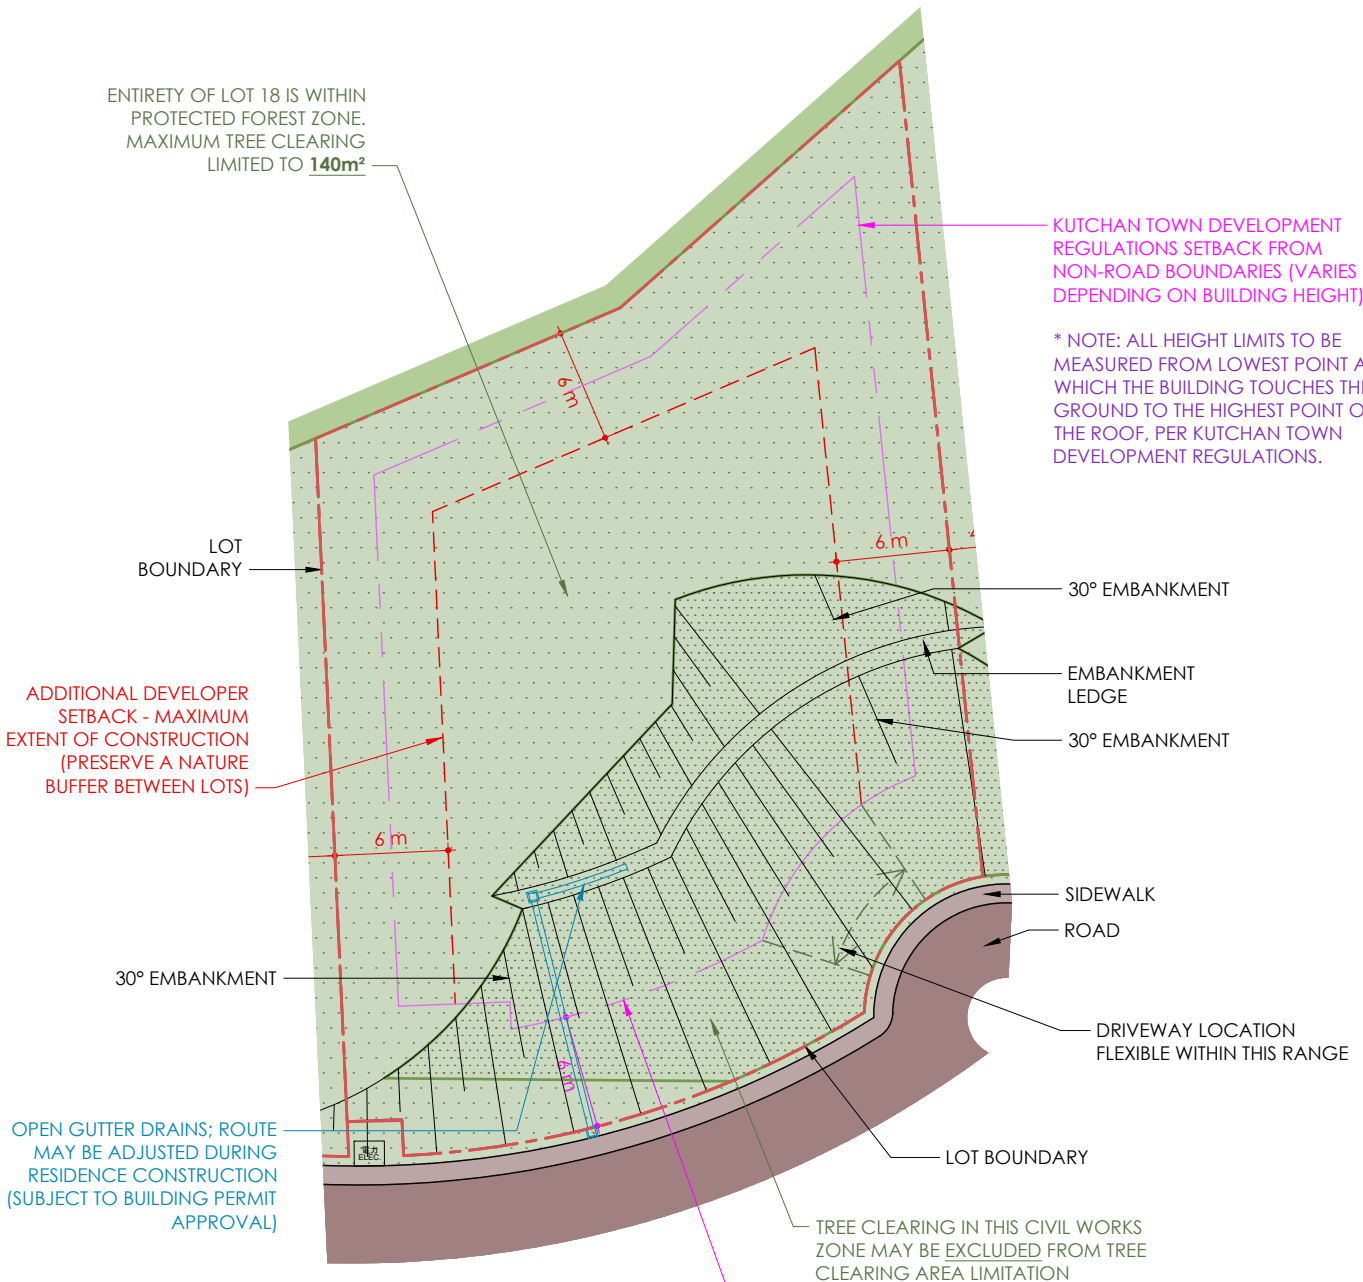 ENTIRETY OF LOT 18 IS WITHIN
PROTECTED FOREST ZONE.
MAXIMUM TREE CLEARING
LIMITED TO 140m²
KUTCHAN TOWN DEVELOPMENT
REGULATIONS SETBACK FROM
NON-ROAD BOUNDARIES (VARIES
DEPENDING ON BUILDING HEIGHT)
* NOTE: ALL HEIGHT LIMITS TO BE
MEASURED FROM LOWEST POINT A
WHICH THE BUILDING TOUCHES THE
GROUND TO THE HIGHEST POINT O
THE ROOF, PER KUTCHAN TOWN
DEVELOPMENT REGULATIONS.
6 m
LOT
BOUNDARY
6 m
30° EMBANKMENT
EMBANKMENT
LEDGE
30° EMBANKMENT
ADDITIONAL DEVELOPER
SETBACK - MAXIMUM
EXTENT OF CONSTRUCTION
(PRESERVE A NATURE
BUFFER BETWEEN LOTS)
6 m
SIDEWALK
ROAD
30° EMBANKMENT
DRIVEWAY LOCATION
FLEXIBLE WITHIN THIS RANGE
6 m
OPEN GUTTER DRAINS; ROUTE
MAY BE ADJUSTED DURING
RESIDENCE CONSTRUCTION
(SUBJECT TO BUILDING PERMIT
APPROVAL)
電力
ELEC.
LOT BOUNDARY
TREE CLEARING IN THIS CIVIL WORKS
ZONE MAY BE EXCLUDED FROM TREE
CLEARING AREA LIMITATION